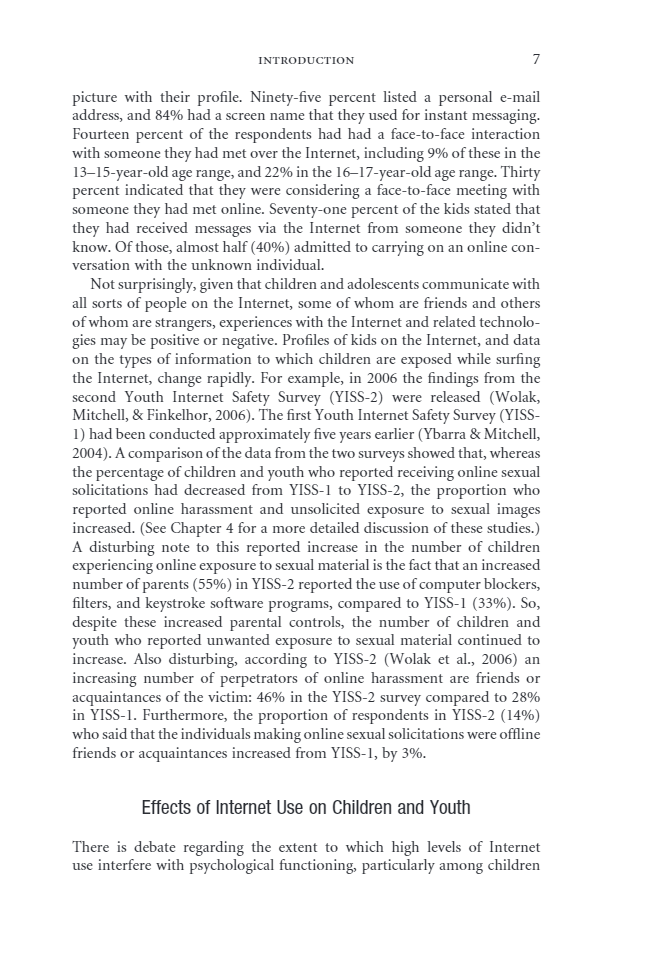 INTRODUCTION 7
picture with their profile. Ninety-five percent listed a personal e-mail
address, and 84% had a screen name that they used for instant messaging.
Fourteen percent of the respondents had had a face-to-face interaction
with someone they had met over the Internet, including 9% of these in the
13–15-year-old age range, and 22% in the 16–17-year-old age range. Thirty
percent indicated that they were considering a face-to-face meeting with
someone they had met online. Seventy-one percent of the kids stated that
they had received messages via the Internet from someone they didn’t
know. Of those, almost half (40%) admitted to carrying on an online con-
versation with the unknown individual.
Not surprisingly, given that children and adolescents communicate with
all sorts of people on the Internet, some of whom are friends and others
of whom are strangers, experiences with the Internet and related technolo-
gies may be positive or negative. Profiles of kids on the Internet, and data
on the types of information to which children are exposed while surfing
the Internet, change rapidly. For example, in 2006 the findings from the
second Youth Internet Safety Survey (YISS-2) were released (Wolak,
Mitchell, & Finkelhor, 2006). The first Youth Internet Safety Survey (YISS-
1) had been conducted approximately five years earlier (Ybarra & Mitchell,
2004). A comparison of the data from the two surveys showed that, whereas
the percentage of children and youth who reported receiving online sexual
solicitations had decreased from YISS-1 to YISS-2, the proportion who
reported online harassment and unsolicited exposure to sexual images
increased. (See Chapter 4 for a more detailed discussion of these studies.)
A disturbing note to this reported increase in the number of children
experiencing online exposure to sexual material is the fact that an increased
number of parents (55%) in YISS-2 reported the use of computer blockers,
filters, and keystroke software programs, compared to YISS-1 (33%). So,
despite these increased parental controls, the number of children and
youth who reported unwanted exposure to sexual material continued to
increase. Also disturbing, according to YISS-2 (Wolak et al., 2006) an
increasing number of perpetrators of online harassment are friends or
acquaintances of the victim: 46% in the YISS-2 survey compared to 28%
in YISS-1. Furthermore, the proportion of respondents in YISS-2 (14%)
who said that the individuals making online sexual solicitations were offline
friends or acquaintances increased from YISS-1, by 3%.
Effects of Internet Use on Children and Youth
There is debate regarding the extent to which high levels of Internet
use interfere with psychological functioning, particularly among children